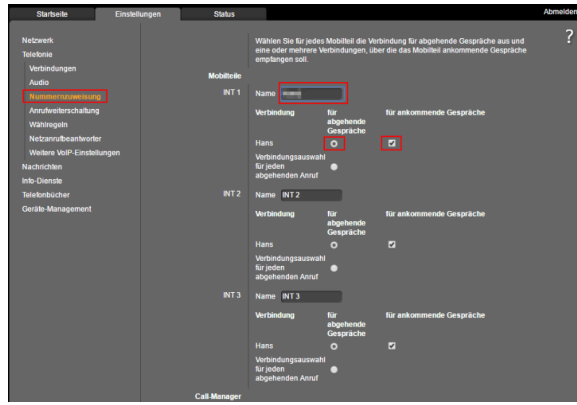 Startseite Einstellungen Status Abmelden
Netzwerk
Telefonie
Verbindungen
Audio
Nummernzuweisung
Anrufweiterschaltung
Wählregeln
Netzanrufbeantworter
Weitere VoIP-Einstellungen
Nachrichten
Info-Dienste
Telefonbücher
Geräte-Management
Wählen Sie für jedes Mobilteil die Verbindung für abgehende Gespräche aus und
eine oder mehrere Verbindungen, über die das Mobilteil ankommende Gespräche
empfangen soll.
?
Mobilteile
INT 1 Name
Verbindung für abgehende Gespräche für ankommende Gespräche
Hans
Verbindungsauswahl
für jeden
abgehenden Anruf
INT 2 Name INT 2
Verbindung für abgehende Gespräche für ankommende Gespräche
Hans
Verbindungsauswahl
für jeden
abgehenden Anruf
INT 3 Name INT 3
Verbindung für abgehende Gespräche für ankommende Gespräche
Hans
Verbindungsauswahl
für jeden
abgehenden Anruf
Call-Manager